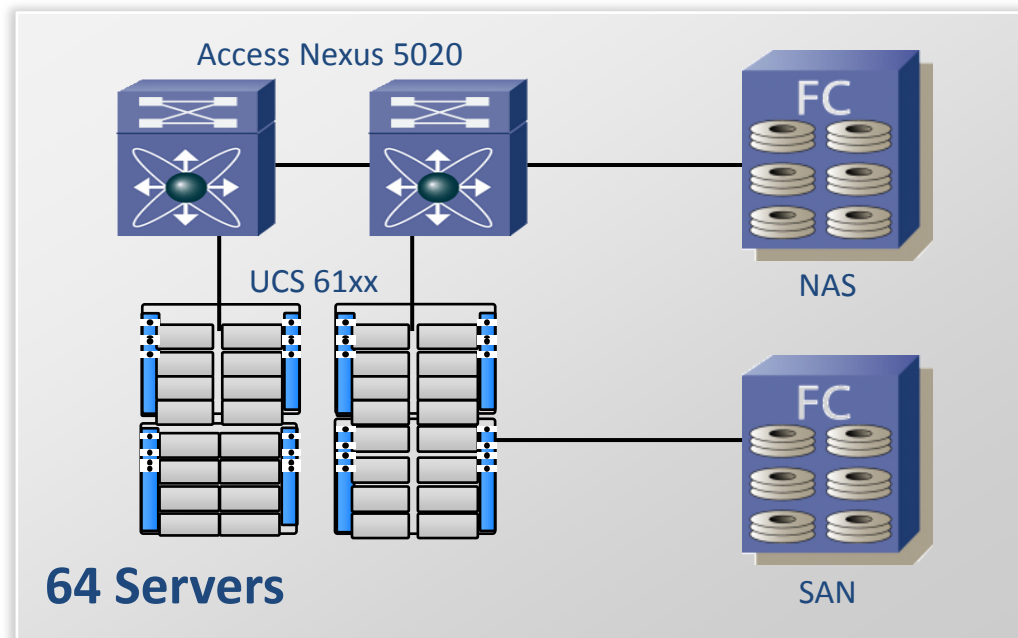 Access Nexus 5020
FC
NAS
UCS 61xx
FC
SAN
64 Servers